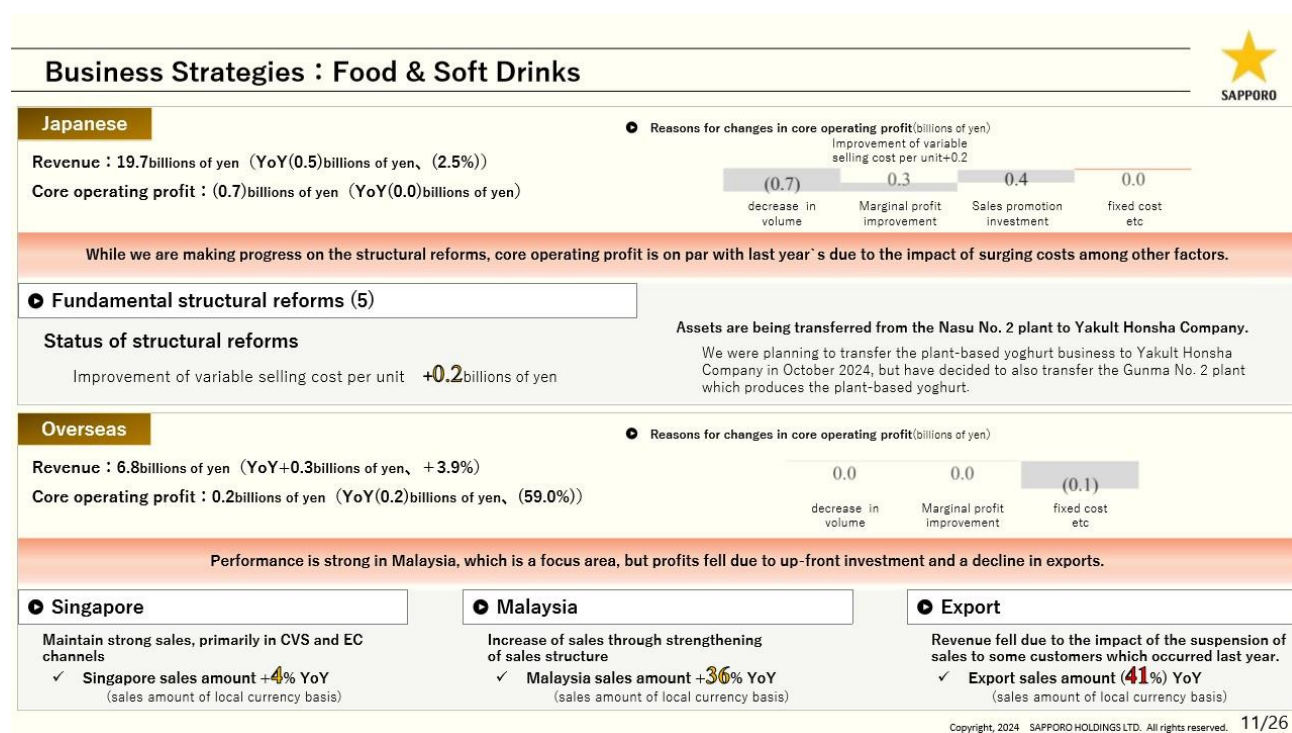 Business Strategies：Food & Soft Drinks
SAPPORO
Japanese
Revenue：19.7billions of yen（YoY(0.5)billions of yen、(2.5%)）
Core operating profit：(0.7)billions of yen（YoY(0.0)billions of yen）
Reasons for changes in core operating profit(billions of yen)
Improvement of variable
selling cost per unit+0.2
(0.7) 0.3 0.4 0.0
decrease in volume
Marginal profit improvement
Sales promotion investment
fixed cost etc
While we are making progress on the structural reforms, core operating profit is on par with last year`s due to the impact of surging costs among other factors.
Fundamental structural reforms (5)
Status of structural reforms
Improvement of variable selling cost per unit +0.2billions of yen
Assets are being transferred from the Nasu No. 2 plant to Yakult Honsha Company.
We were planning to transfer the plant-based yoghurt business to Yakult Honsha
Company in October 2024, but have decided to also transfer the Gunma No. 2 plant
which produces the plant-based yoghurt.
Overseas
Revenue：6.8billions of yen（YoY+0.3billions of yen、+3.9%）
Core operating profit：0.2billions of yen（YoY(0.2)billions of yen、(59.0%)）
Reasons for changes in core operating profit(billions of yen)
0.0 0.0 (0.1)
decrease in volume
Marginal profit improvement
fixed cost etc
Performance is strong in Malaysia, which is a focus area, but profits fell due to up-front investment and a decline in exports.
Singapore
Maintain strong sales, primarily in CVS and EC
channels
✓ Singapore sales amount +4% YoY
(sales amount of local currency basis)
Malaysia
Increase of sales through strengthening
of sales structure
✓ Malaysia sales amount +36% YoY
(sales amount of local currency basis)
Export
Revenue fell due to the impact of the suspension of
sales to some customers which occurred last year.
✓ Export sales amount (41%) YoY
(sales amount of local currency basis)
Copyright, 2024 SAPPORO HOLDINGS LTD. All rights reserved. 11/26